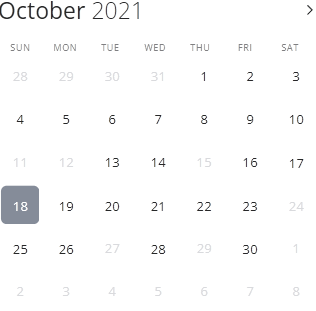 October 2021
SUN MON TUE WED THU FRI SAT
28 29 30 31 1 2 3
4 5 6 7 8 9 10
11 12 13 14 15 16 17
18 19 20 21 22 23 24
25 26 27 28 29 30 1
2 3 4 5 6 7 8